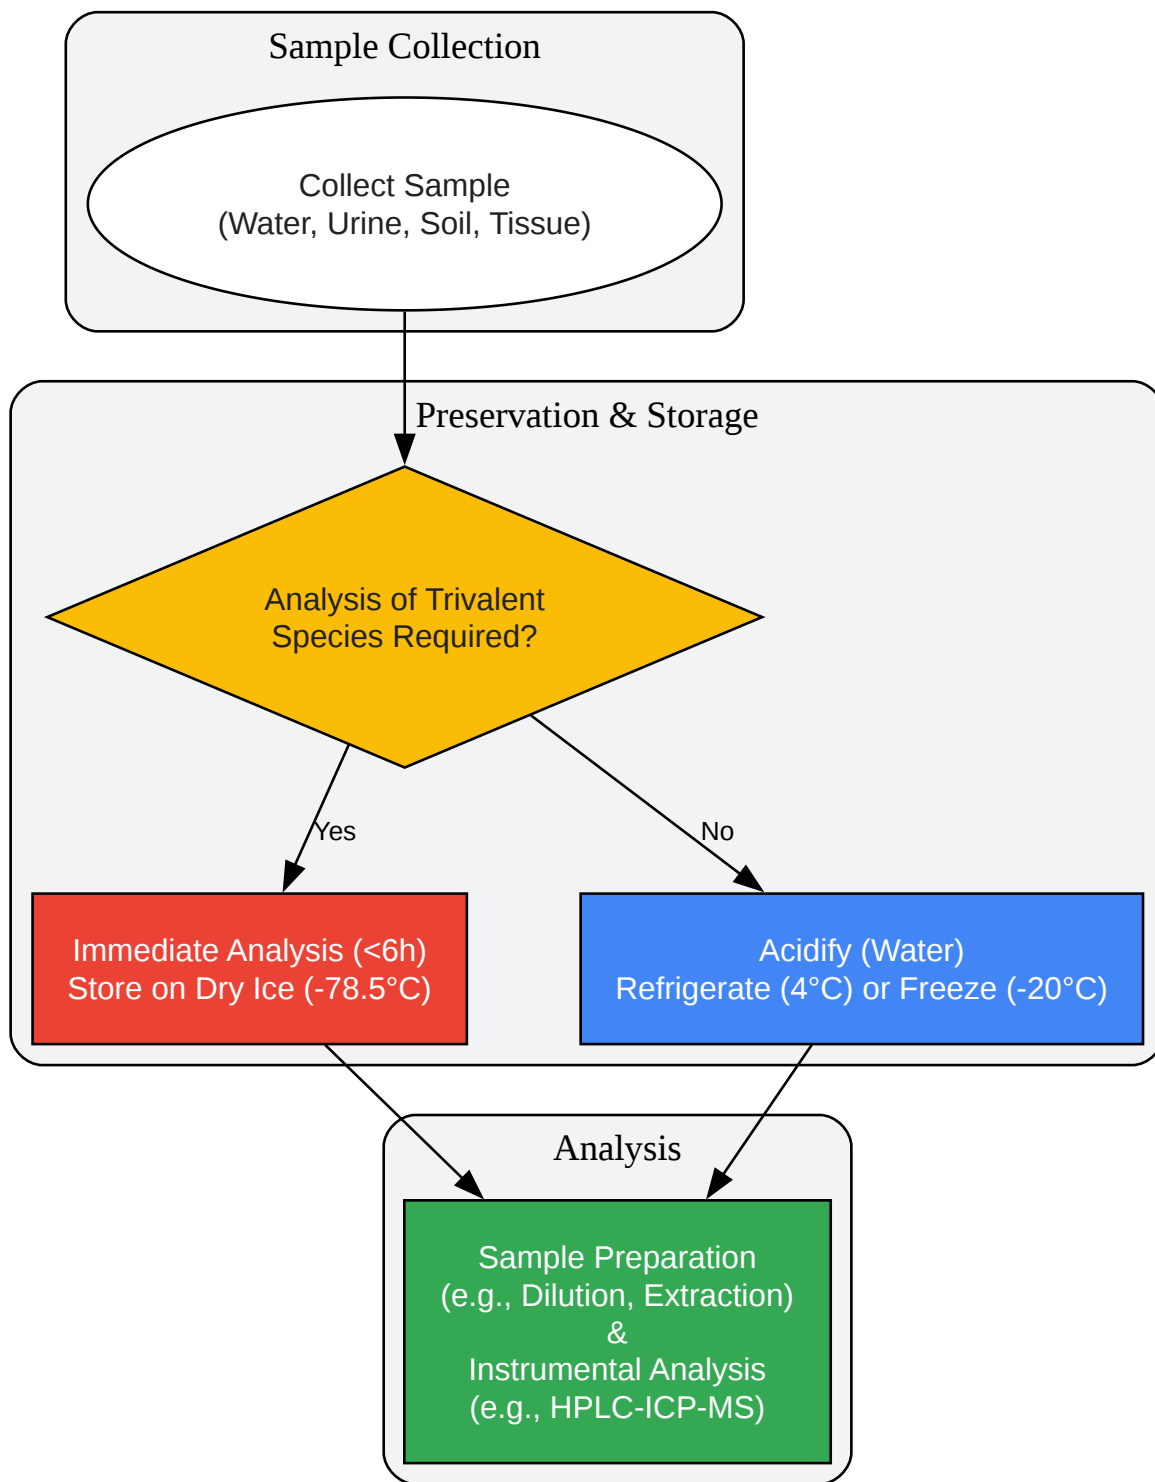 Sample Collection
Collect Sample
(Water, Urine, Soil, Tissue)
Preservation & Storage
Analysis of Trivalent
Species Required?
Yes
No
Immediate Analysis (<6h)
Store on Dry Ice (-78.5°C)
Acidify (Water)
Refrigerate (4°C) or Freeze (-20°C)
Analysis
Sample Preparation
(e.g., Dilution, Extraction)
&
Instrumental Analysis
(e.g., HPLC-ICP-MS)